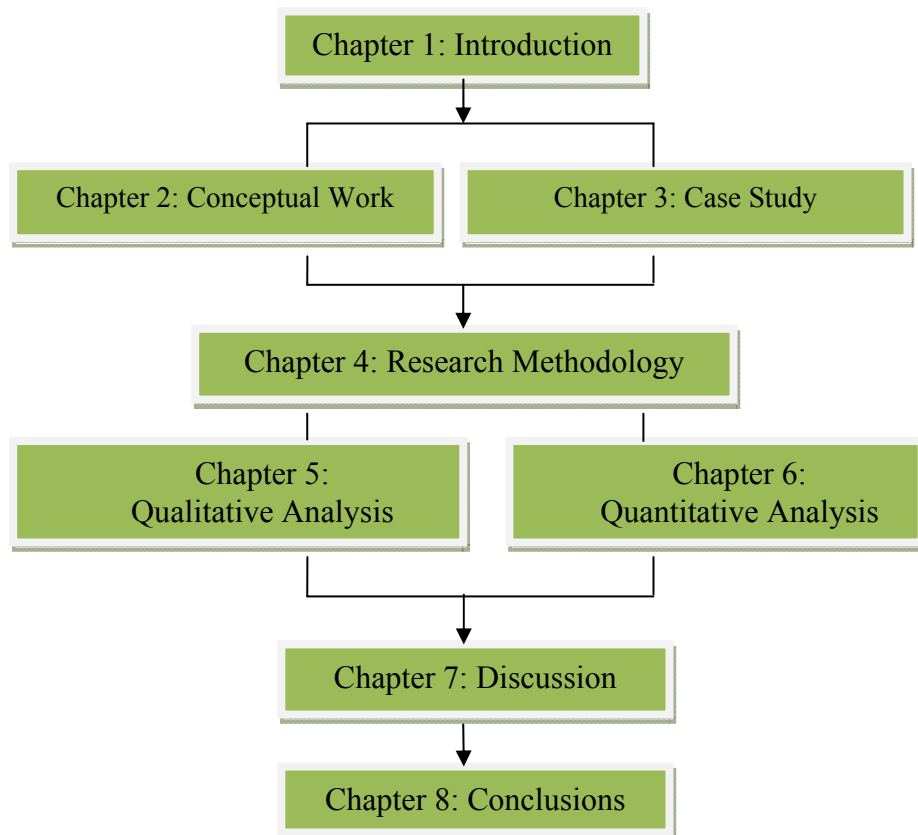 Chapter 1: Introduction
Chapter 2: Conceptual Work
Chapter 3: Case Study
Chapter 4: Research Methodology
Chapter 5:
Qualitative Analysis
Chapter 6:
Quantitative Analysis
Chapter 7: Discussion
Chapter 8: Conclusions